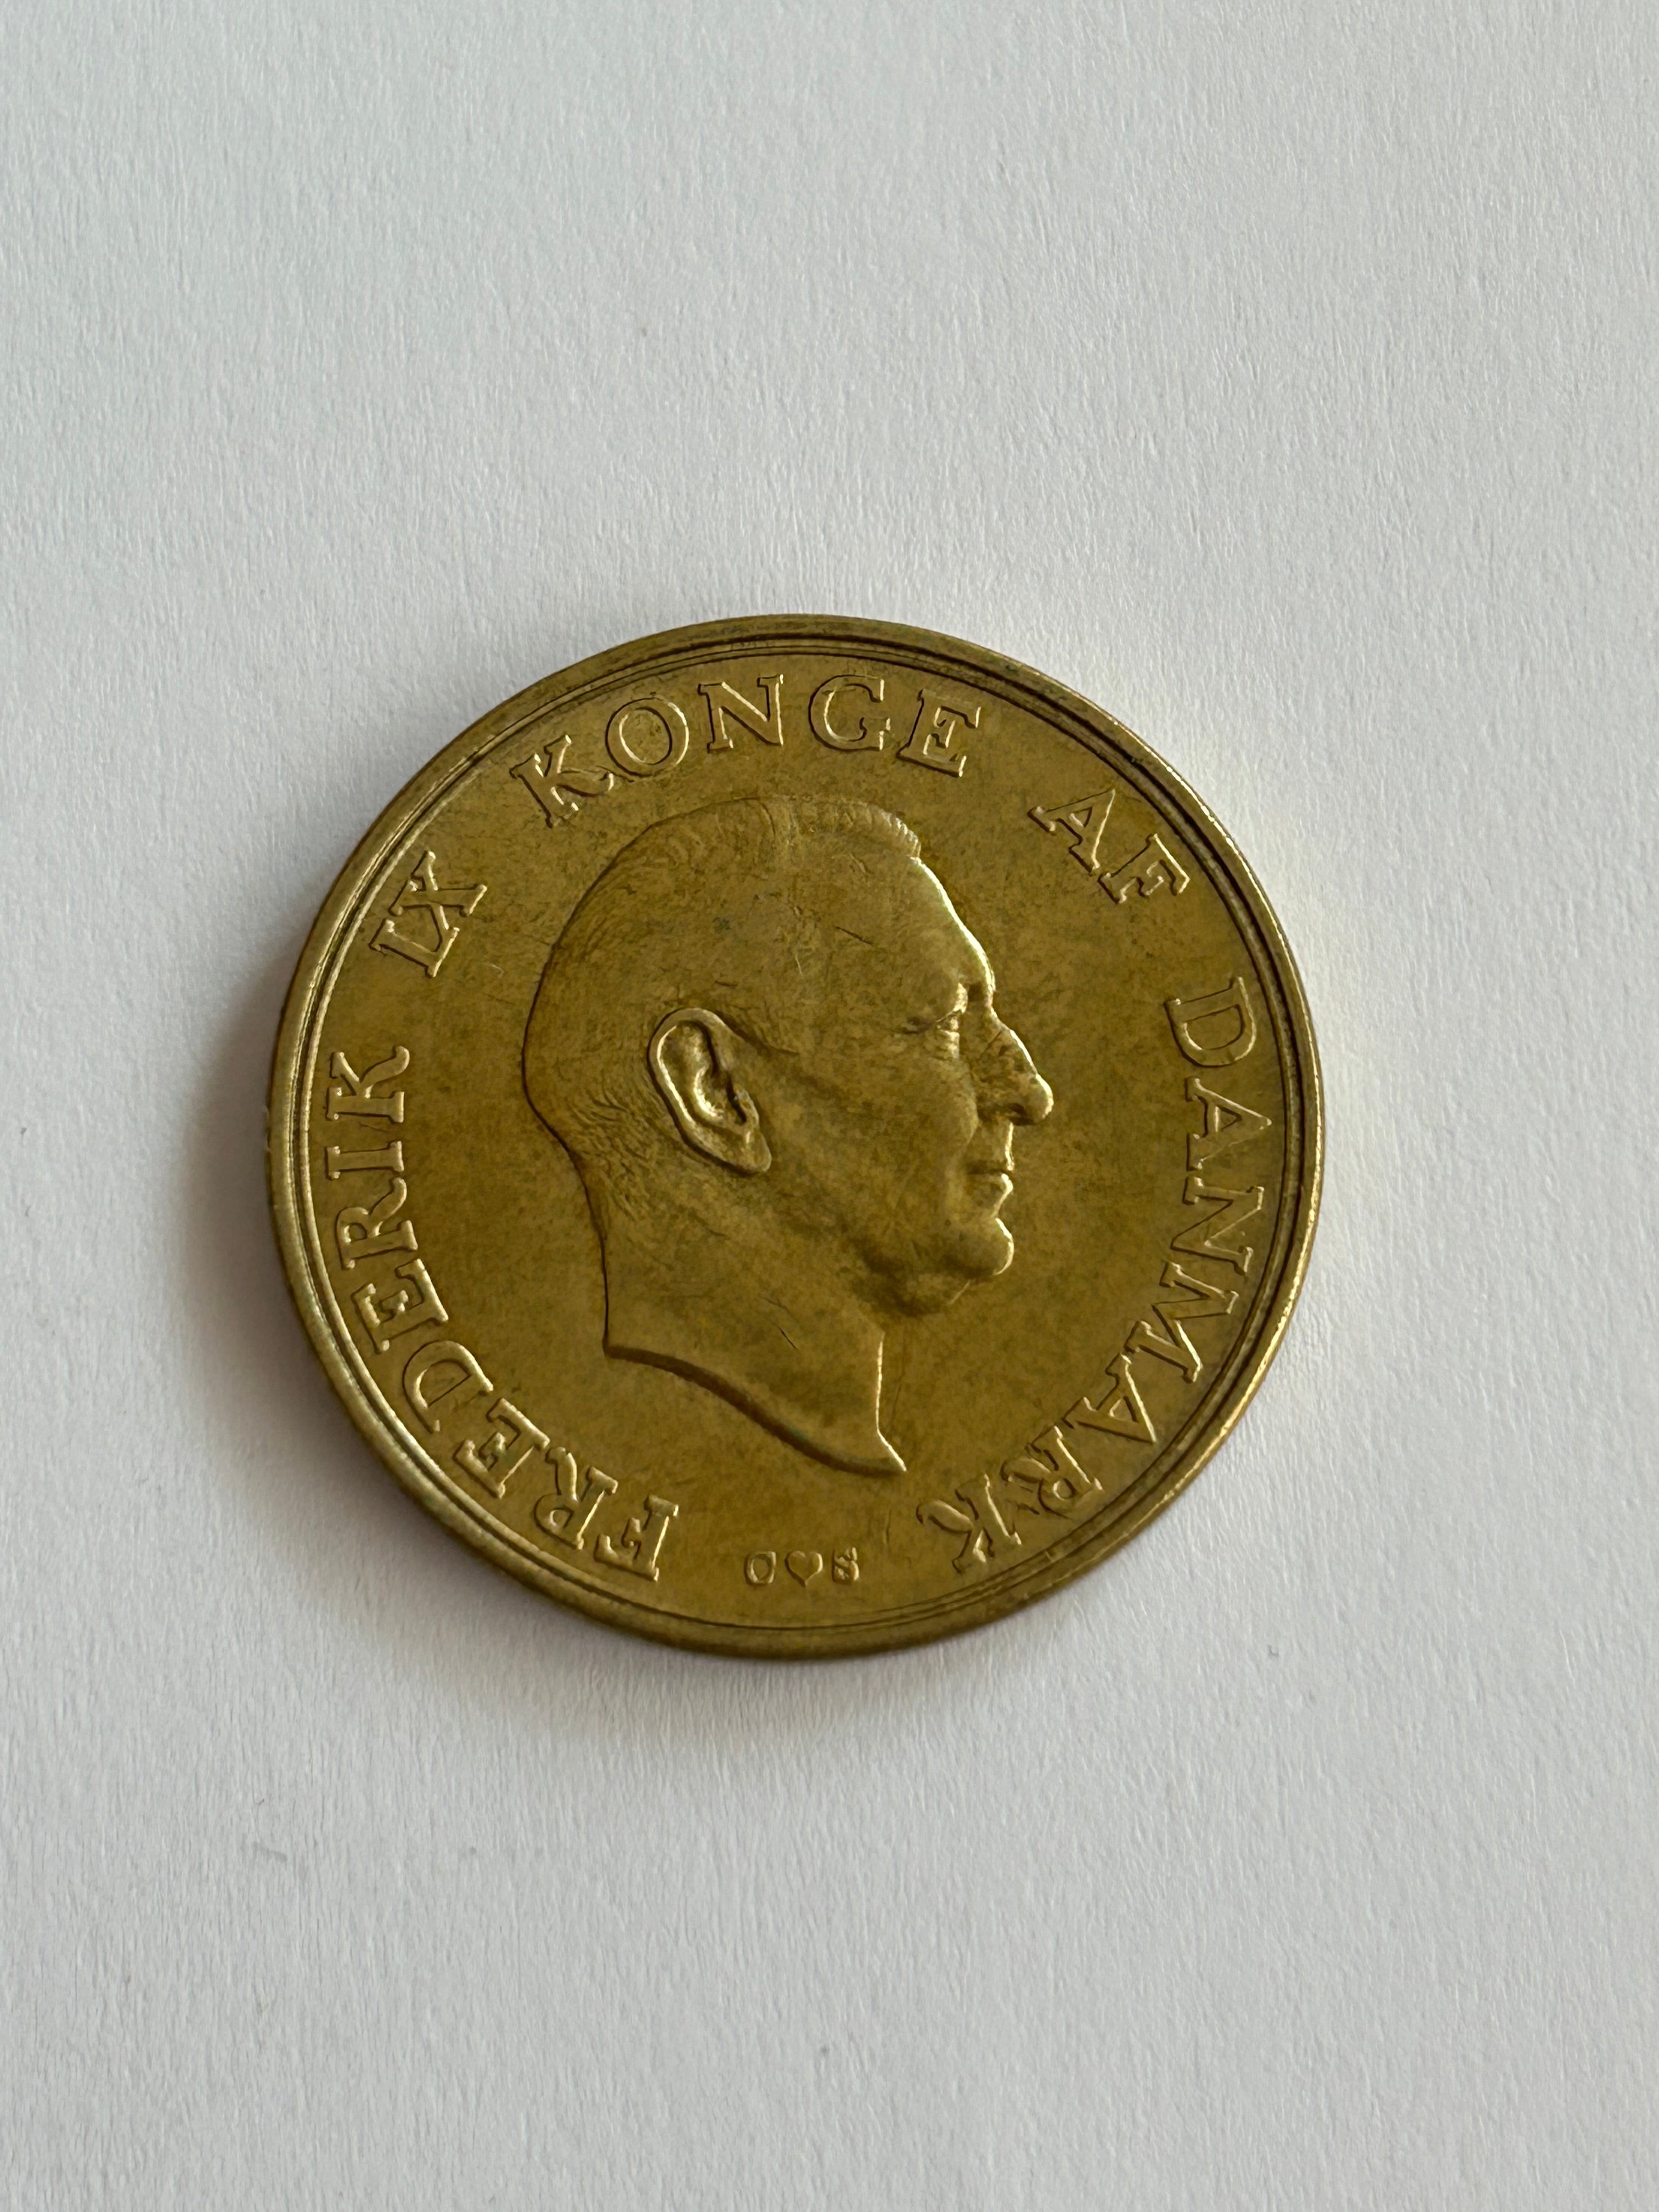 FREDERIK IX KONGE AF DANMARK
C♥S